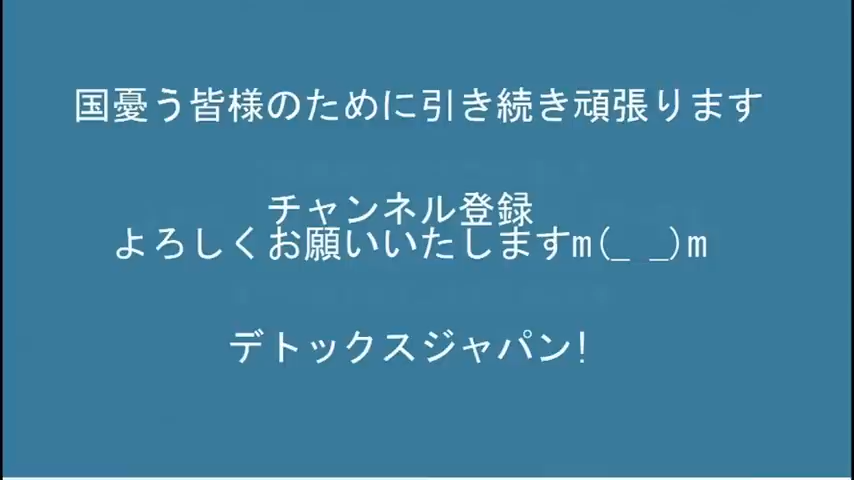 国憂う皆様のために引き続き頑張ります
チャンネル登録
よろしくお願いいたしますm(_ _)m
デトックスジャパン!